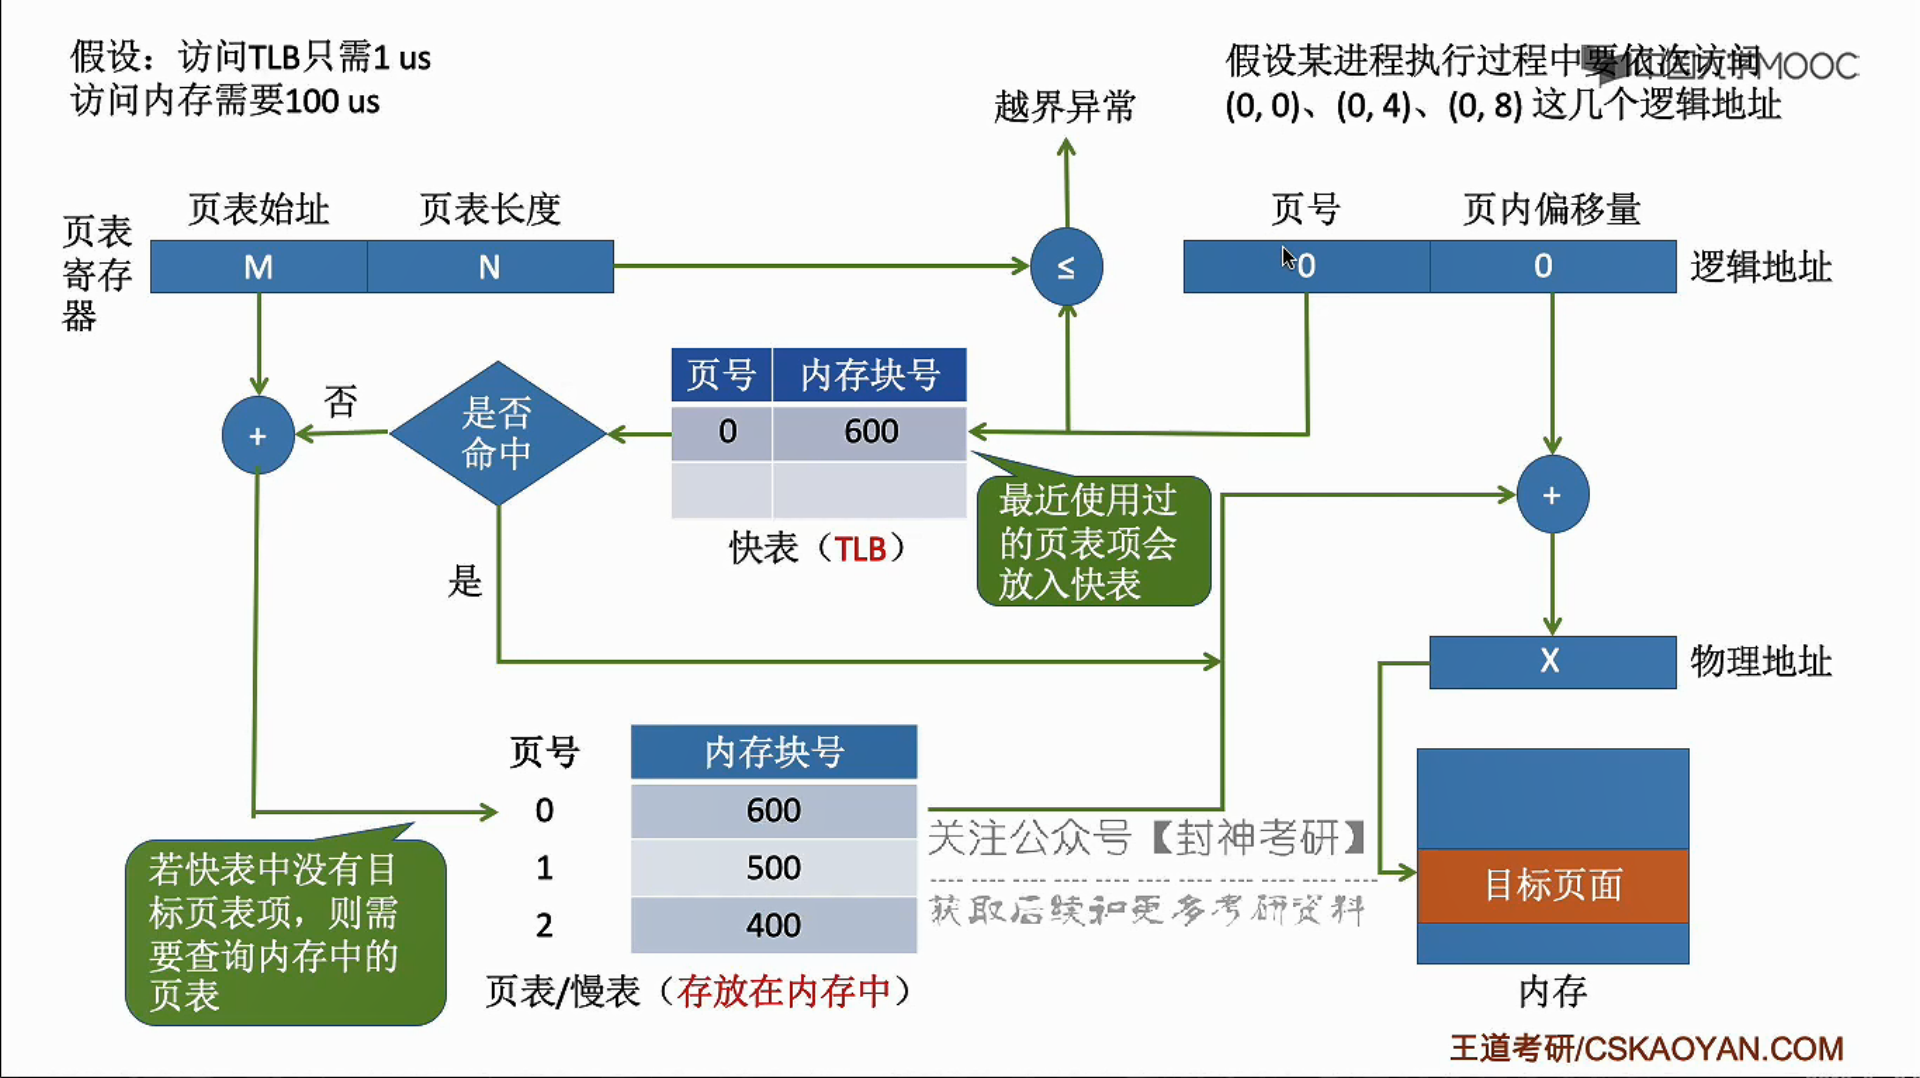 假设：访问TLB只需1 us
访问内存需要100 us
假设某进程执行过程中要依次访问
(0, 0)、(0, 4)、(0, 8) 这几个逻辑地址
中国大学MOOC
越界异常
页表始址
页表长度
页号
页内偏移量
页表
寄存
器
M
N
≤
0
0
逻辑地址
页号
内存块号
0
600
快表（TLB）
是否
命中
否
是
+
+
最近使用过
的页表项会
放入快表
X
物理地址
页号
内存块号
0
600
1
500
2
400
页表/慢表（存放在内存中）
若快表中没有目
标页表项，则需
要查询内存中的
页表
关注公众号【封神考研】
获取后续和更多考研资料
目标页面
内存
王道考研/CSKAOYAN.COM